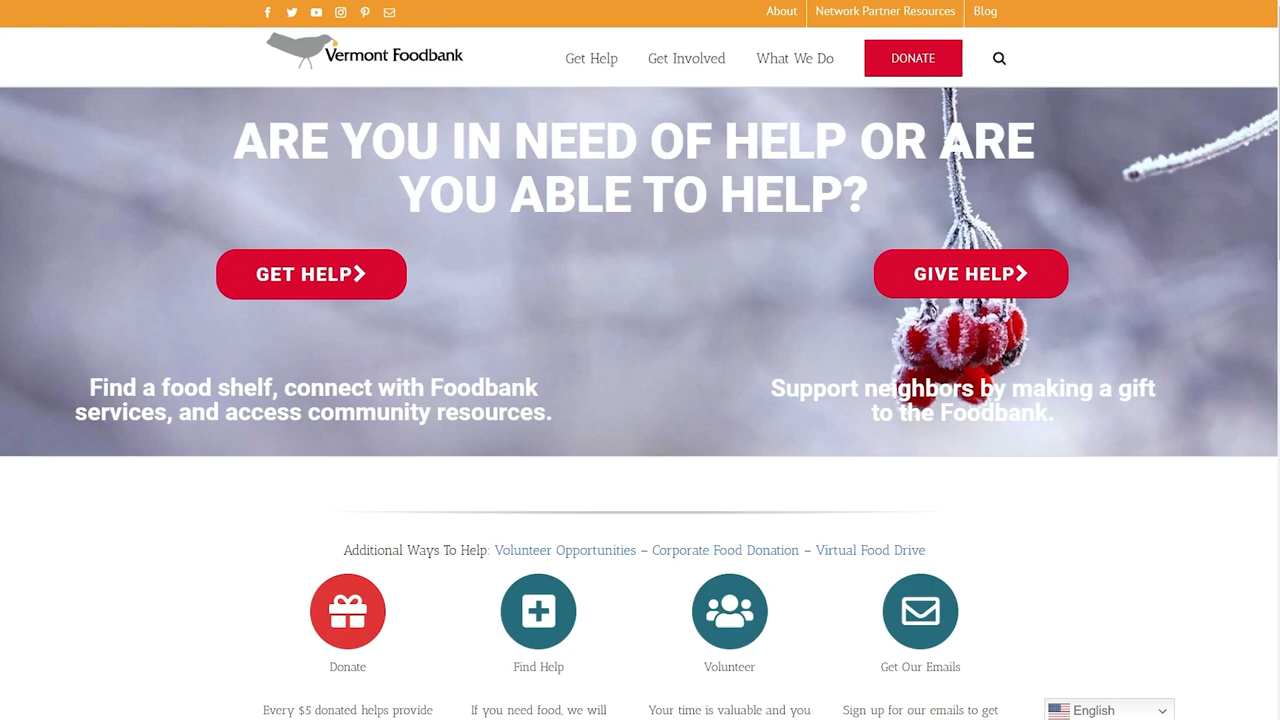 About
Network Partner Resources
Blog
Vermont Foodbank
Get Help
Get Involved
What We Do
DONATE
ARE YOU IN NEED OF HELP OR ARE
YOU ABLE TO HELP?
GET HELP
GIVE HELP
Find a food shelf, connect with Foodbank
services, and access community resources.
Support neighbors by making a gift
to the Foodbank.
Additional Ways To Help: Volunteer Opportunities – Corporate Food Donation – Virtual Food Drive
Donate
Find Help
Volunteer
Get Our Emails
Every $5 donated helps provide
If you need food, we will
Your time is valuable and you
Sign up for our emails to get
English